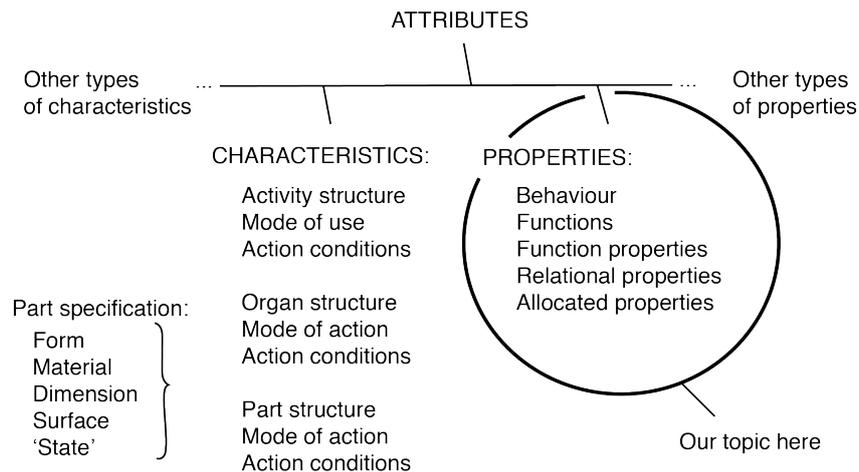 ATTRIBUTES
Other types
of characteristics
...
...
Other types
of properties
CHARACTERISTICS:
Activity structure
Mode of use
Action conditions
Organ structure
Mode of action
Action conditions
Part structure
Mode of action
Action conditions
PROPERTIES:
Behaviour
Functions
Function properties
Relational properties
Allocated properties
Part specification:
Form
Material
Dimension
Surface
‘State’
Our topic here